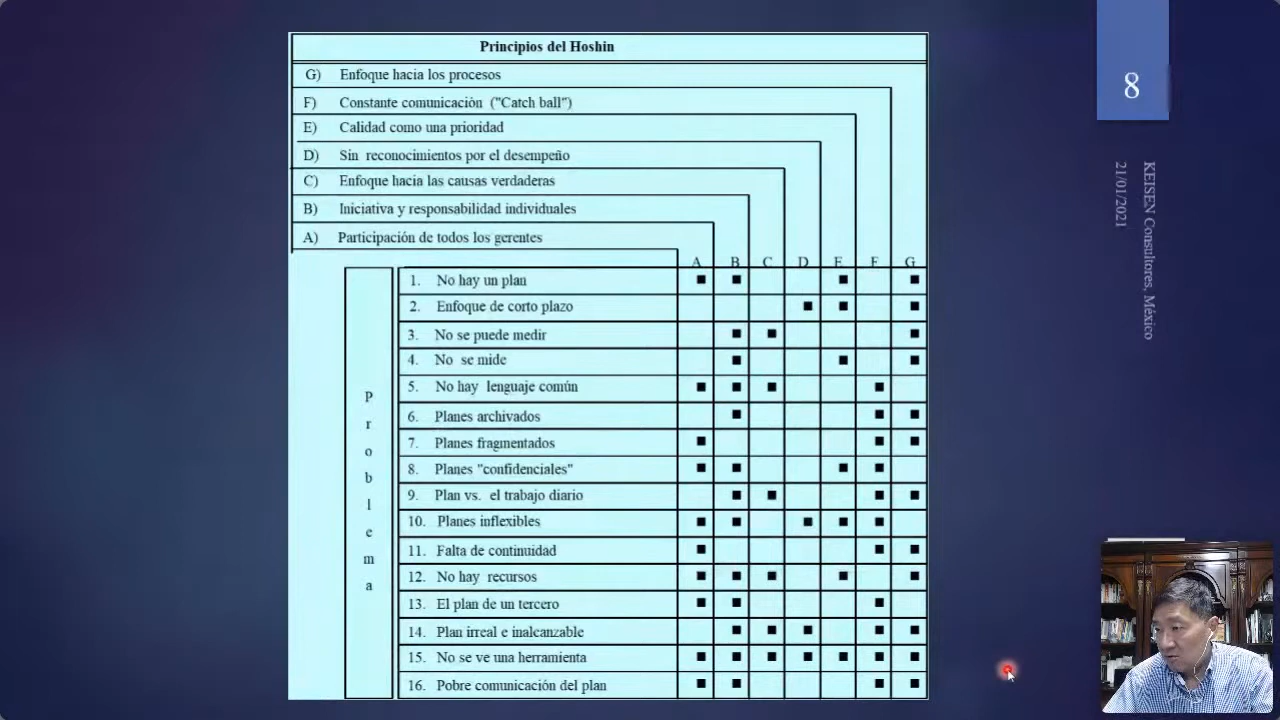 Principios del Hoshin
G) Enfoque hacia los procesos
F) Constante comunicación ("Catch ball")
E) Calidad como una prioridad
D) Sin reconocimientos por el desempeño
C) Enfoque hacia las causas verdaderas
B) Iniciativa y responsabilidad individuales
A) Participación de todos los gerentes
A B C D E F G
Problema
1. No hay un plan ■ ■ ■ ■
2. Enfoque de corto plazo ■ ■ ■
3. No se puede medir ■ ■ ■
4. No se mide ■ ■ ■
5. No hay lenguaje común ■ ■ ■ ■
6. Planes archivados ■ ■ ■
7. Planes fragmentados ■ ■ ■
8. Planes "confidenciales" ■ ■ ■ ■
9. Plan vs. el trabajo diario ■ ■ ■ ■
10. Planes inflexibles ■ ■ ■ ■ ■
11. Falta de continuidad ■ ■ ■
12. No hay recursos ■ ■ ■ ■ ■
13. El plan de un tercero ■ ■ ■
14. Plan irreal e inalcanzable ■ ■ ■ ■ ■
15. No se ve una herramienta ■ ■ ■ ■ ■ ■ ■
16. Pobre comunicación del plan ■ ■ ■ ■
8
KEISEN Consultores, México
21/01/2021